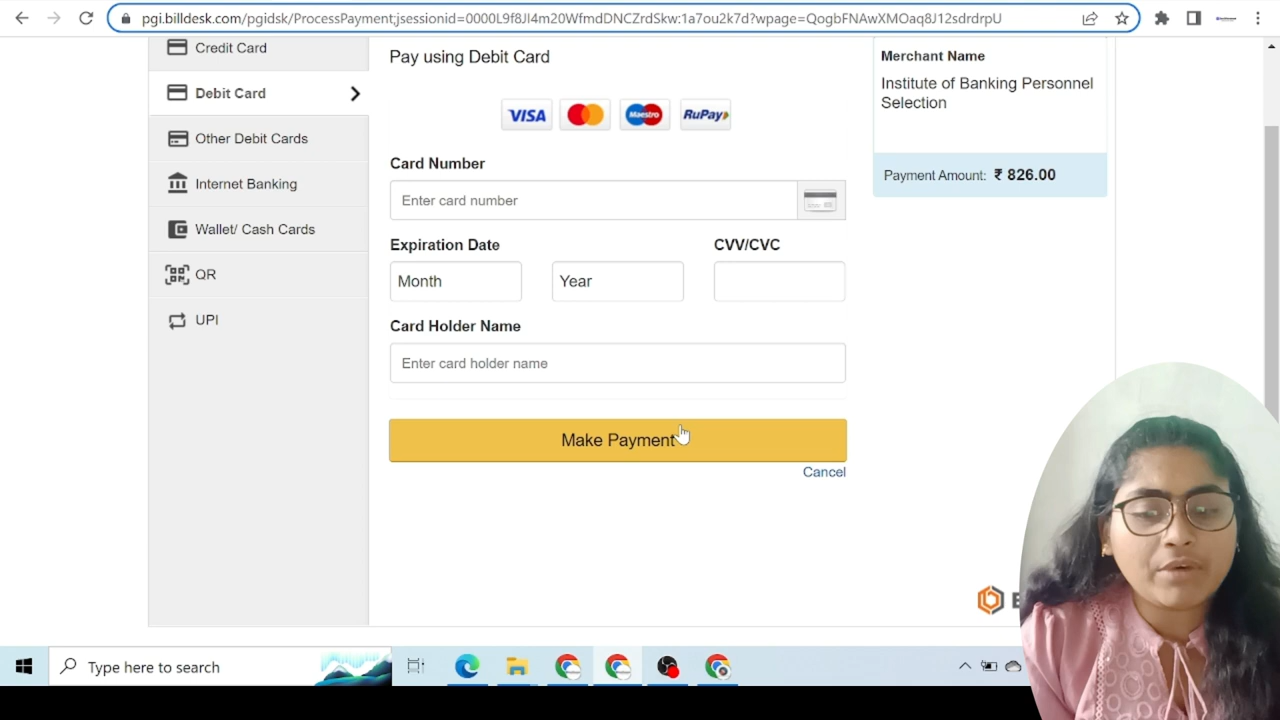 pgi.billdesk.com/pgidsk/ProcessPayment;jsessionid=0000L9f8JI4m20WfmdDNCZrdSkw:1a7ou2k7d?wpage=QogbFNAwXMOaq8J12sdrdrpU
Credit Card
Debit Card
Other Debit Cards
Internet Banking
Wallet/ Cash Cards
QR
UPI
Pay using Debit Card
VISA
Maestro
RuPay
Card Number
Enter card number
Expiration Date
CVV/CVC
Month
Year
Card Holder Name
Enter card holder name
Make Payment
Cancel
Merchant Name
Institute of Banking Personnel
Selection
Payment Amount: ₹ 826.00
Type here to search